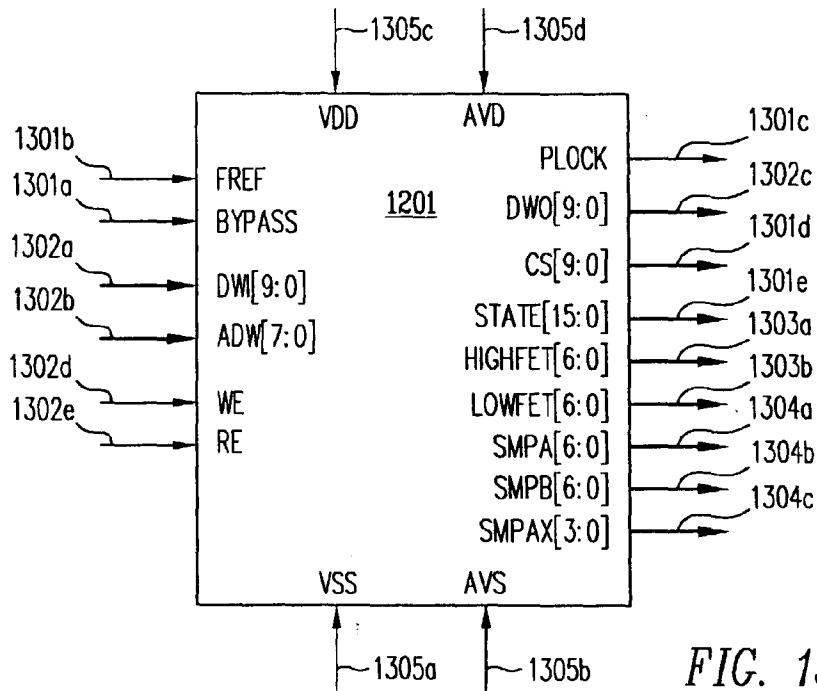 1305c
1305d
VDD
AVD
1301b
1301a
1302a
1302b
1302d
1302e
FREF
BYPASS
DWI[9:0]
ADW[7:0]
WE
RE
1201
PLOCK
DWO[9:0]
CS[9:0]
STATE[15:0]
HIGHFET[6:0]
LOWFET[6:0]
SMPA[6:0]
SMPB[6:0]
SMPAX[3:0]
1301c
1302c
1301d
1301e
1303a
1303b
1304a
1304b
1304c
VSS
AVS
1305a
1305b
FIG.